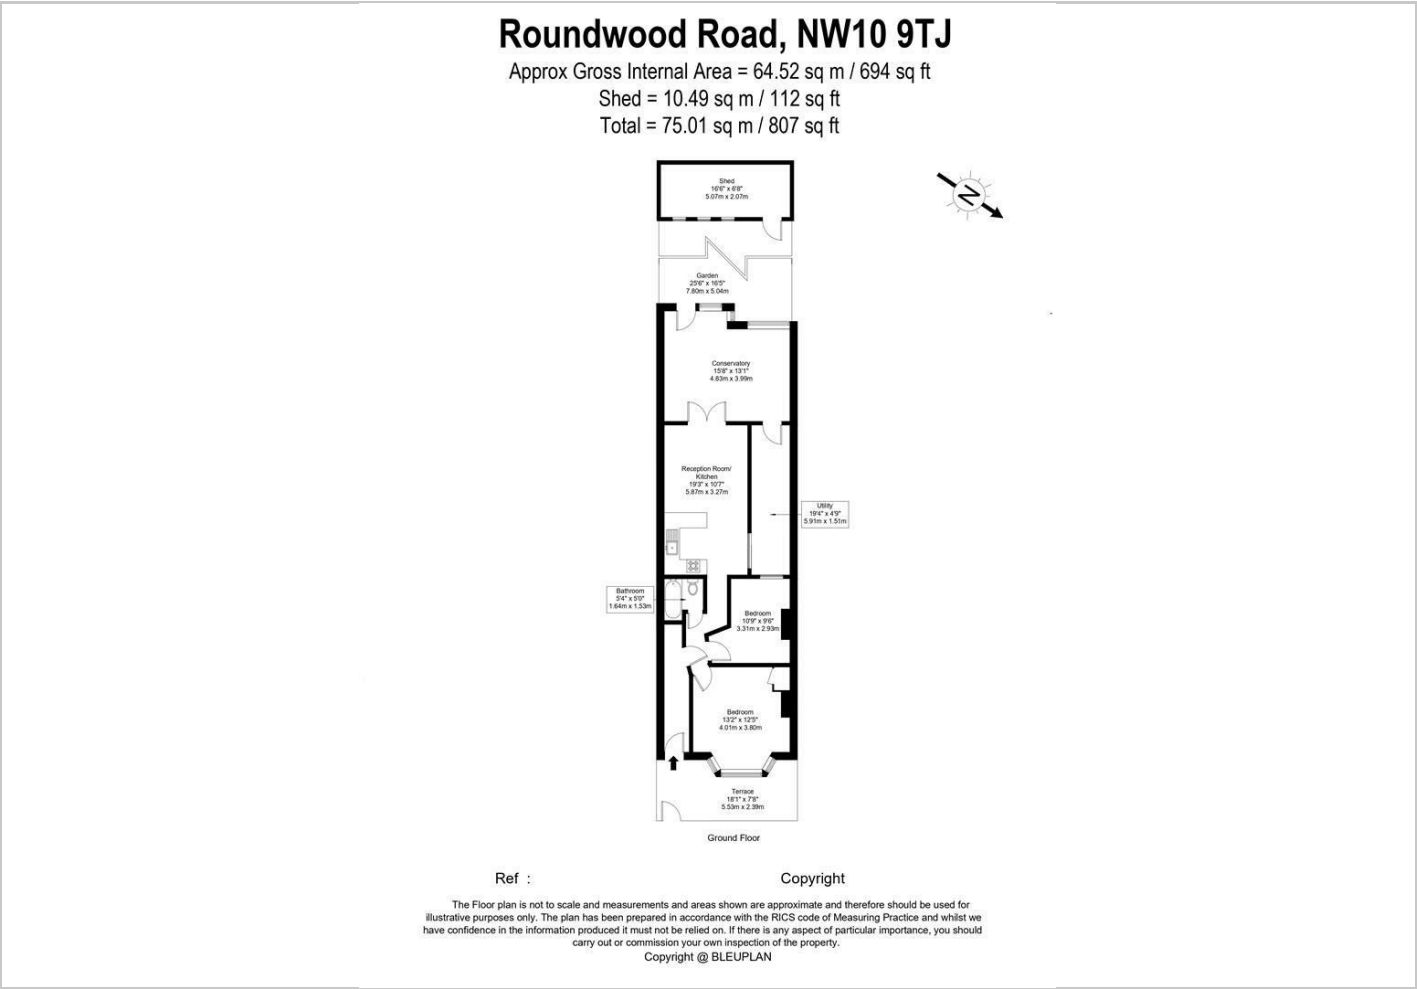 Roundwood Road, NW10 9TJ
Approx Gross Internal Area = 64.52 sq m / 694 sq ft
Shed = 10.49 sq m / 112 sq ft
Total = 75.01 sq m / 807 sq ft
Shed
16'6" x 6'8"
5.07m x 2.07m
N
Garden
25'6" x 16'5"
7.80m x 5.04m
Conservatory
15'8" x 13'1"
4.83m x 3.99m
Reception Room/
Kitchen
19'3" x 10'7"
5.87m x 3.27m
Utility
19'4" x 4'9"
5.91m x 1.51m
Bathroom
5'4" x 5'0"
1.64m x 1.53m
Bedroom
10'9" x 9'6"
3.31m x 2.93m
Bedroom
13'2" x 12'5"
4.01m x 3.80m
Terrace
18'1" x 7'8"
5.53m x 2.39m
Ground Floor
Ref :
Copyright
The Floor plan is not to scale and measurements and areas shown are approximate and therefore should be used for
illustrative purposes only. The plan has been prepared in accordance with the RICS code of Measuring Practice and whilst we
have confidence in the information produced it must not be relied on. If there is any aspect of particular importance, you should
carry out or commission your own inspection of the property.
Copyright @ BLEUPLAN